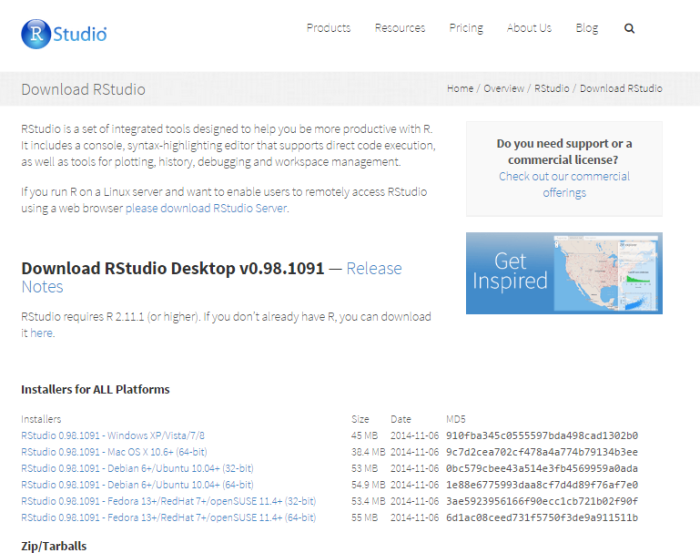 R Studio®
Products Resources Pricing About Us Blog
Download RStudio
Home / Overview / RStudio / Download RStudio
RStudio is a set of integrated tools designed to help you be more productive with R.
It includes a console, syntax-highlighting editor that supports direct code execution,
as well as tools for plotting, history, debugging and workspace management.
If you run R on a Linux server and want to enable users to remotely access RStudio
using a web browser please download RStudio Server.
Do you need support or a
commercial license?
Check out our commercial
offerings
Get
Inspired
Download RStudio Desktop v0.98.1091 — Release
Notes
RStudio requires R 2.11.1 (or higher). If you don't already have R, you can download
it here.
Installers for ALL Platforms
Installers Size Date MD5
RStudio 0.98.1091 - Windows XP/Vista/7/8 45 MB 2014-11-06 910fba345c0555597bda498cad1302b0
RStudio 0.98.1091 - Mac OS X 10.6+ (64-bit) 38.4 MB 2014-11-06 9c7d2cea702cf478a4a774b79134b3ee
RStudio 0.98.1091 - Debian 6+/Ubuntu 10.04+ (32-bit) 53 MB 2014-11-06 0bc579cbee43a514e3fb4569959a0ada
RStudio 0.98.1091 - Debian 6+/Ubuntu 10.04+ (64-bit) 54.9 MB 2014-11-06 1e88e6775993daa8cf7d4d89f76af7e0
RStudio 0.98.1091 - Fedora 13+/RedHat 7+/openSUSE 11.4+ (32-bit) 53.4 MB 2014-11-06 3ae5923956166f90ecc1cb721b02f90f
RStudio 0.98.1091 - Fedora 13+/RedHat 7+/openSUSE 11.4+ (64-bit) 55 MB 2014-11-06 6d1ac08ceed731f5750f3de9a911511b
Zip/Tarballs